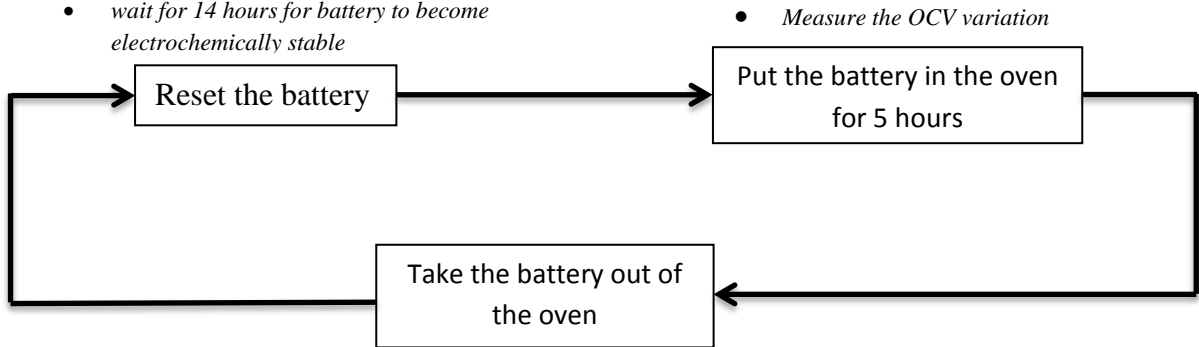 • wait for 14 hours for battery to become
electrochemically stable
• Measure the OCV variation
Reset the battery
Put the battery in the oven
for 5 hours
Take the battery out of
the oven